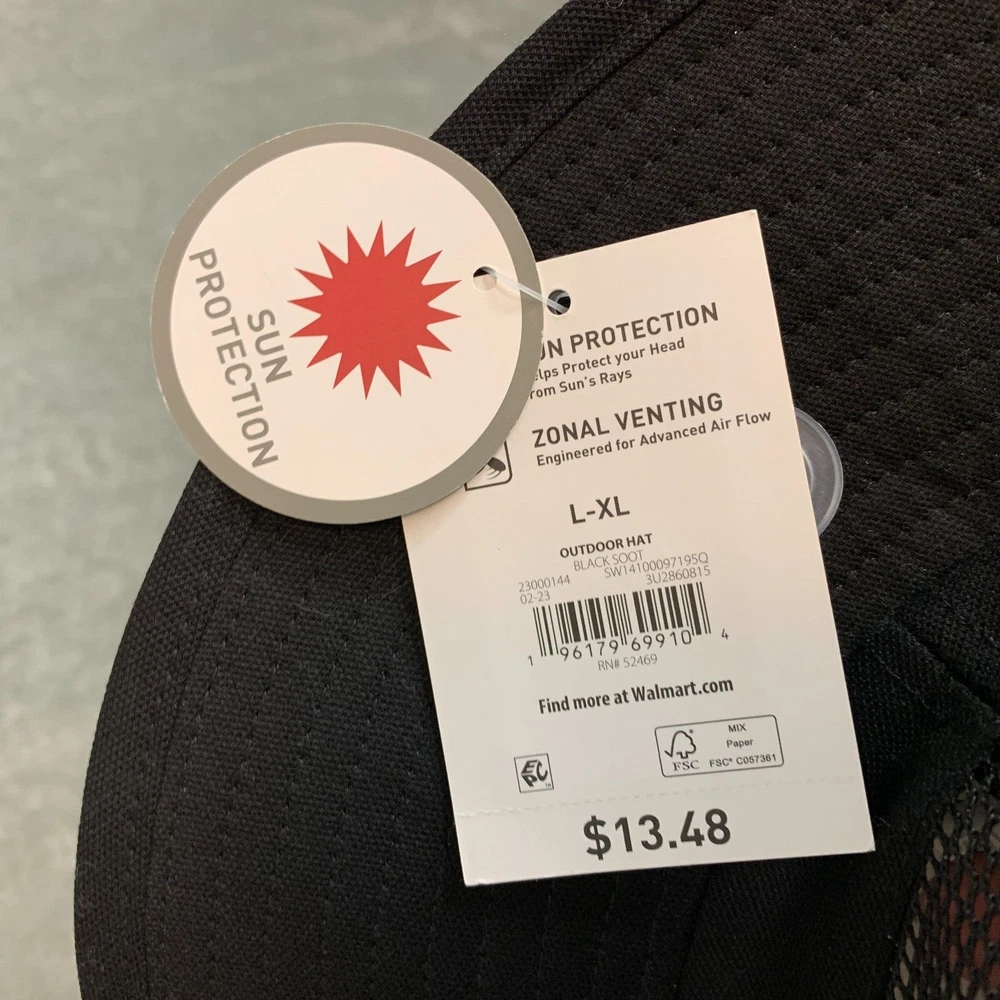 SUN
PROTECTION
UN PROTECTION
elps Protect your Head
rom Sun's Rays
ZONAL VENTING
Engineered for Advanced Air Flow
L-XL
OUTDOOR HAT
BLACK SOOT
23000144 SW14100097195Q
02-23 3U2860815
1 96179 69910 4
RN# 52469
Find more at Walmart.com
EPC
FSC
MIX
Paper
FSC® C057361
$13.48